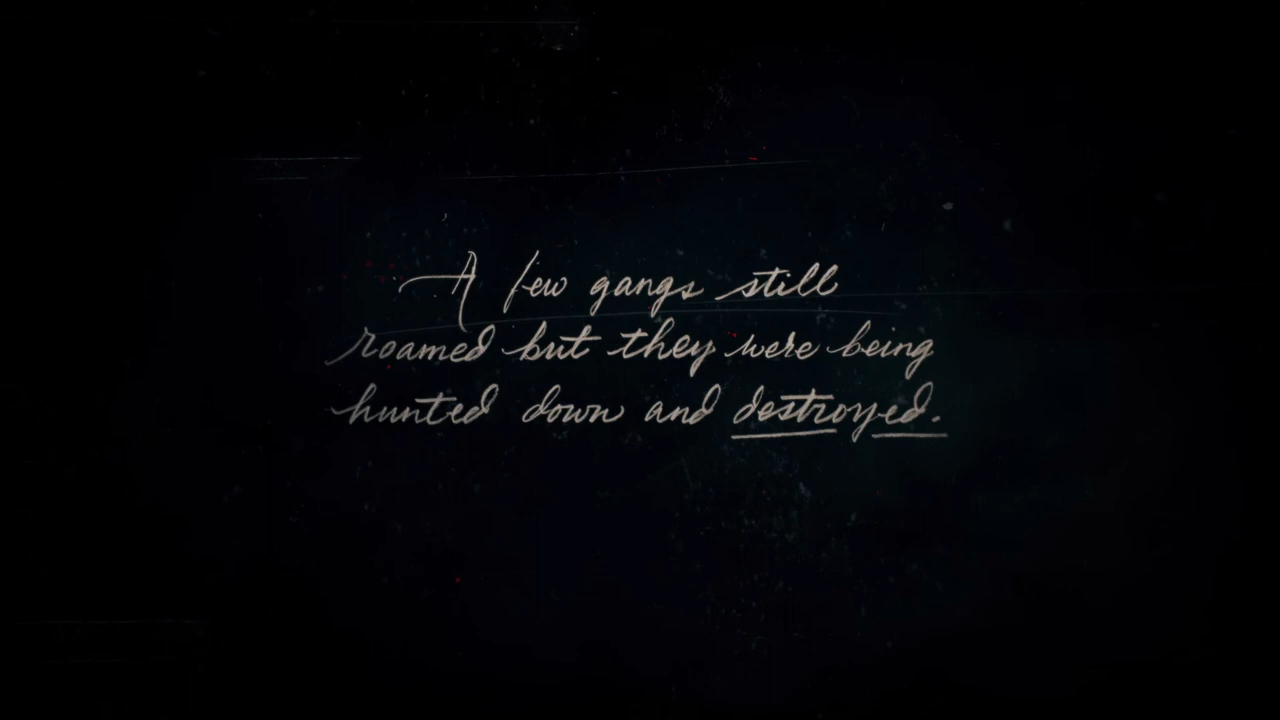 A few gangs still
roamed but they were being
hunted down and destroyed.